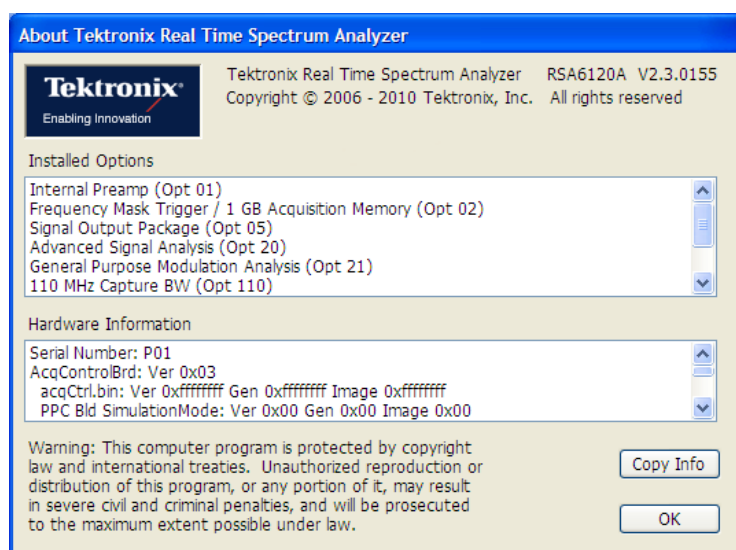 About Tektronix Real Time Spectrum Analyzer
Tektronix
Enabling Innovation
Tektronix Real Time Spectrum Analyzer RSA6120A V2.3.0155
Copyright © 2006 - 2010 Tektronix, Inc. All rights reserved
Installed Options
Internal Preamp (Opt 01)
Frequency Mask Trigger / 1 GB Acquisition Memory (Opt 02)
Signal Output Package (Opt 05)
Advanced Signal Analysis (Opt 20)
General Purpose Modulation Analysis (Opt 21)
110 MHz Capture BW (Opt 110)
Hardware Information
Serial Number: P01
AcqControlBrd: Ver 0x03
acqCtrl.bin: Ver 0xffffffff Gen 0xffffffff Image 0xffffffff
PPC Bld SimulationMode: Ver 0x00 Gen 0x00 Image 0x00
Warning: This computer program is protected by copyright
law and international treaties. Unauthorized reproduction or
distribution of this program, or any portion of it, may result
in severe civil and criminal penalties, and will be prosecuted
to the maximum extent possible under law.
Copy Info
OK